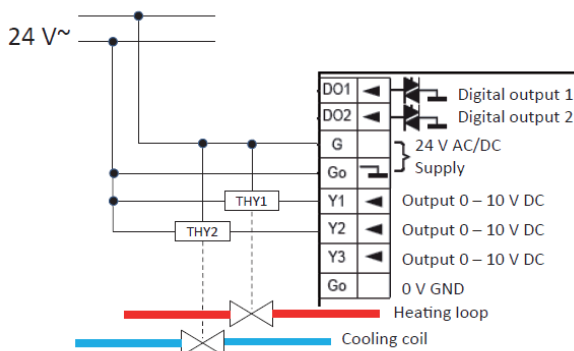 24 V~
DO1 Digital output 1
DO2 Digital output 2
G 24 V AC/DC
Go Supply
THY1 Y1 Output 0 – 10 V DC
THY2 Y2 Output 0 – 10 V DC
Y3 Output 0 – 10 V DC
Go 0 V GND
Heating loop
Cooling coil